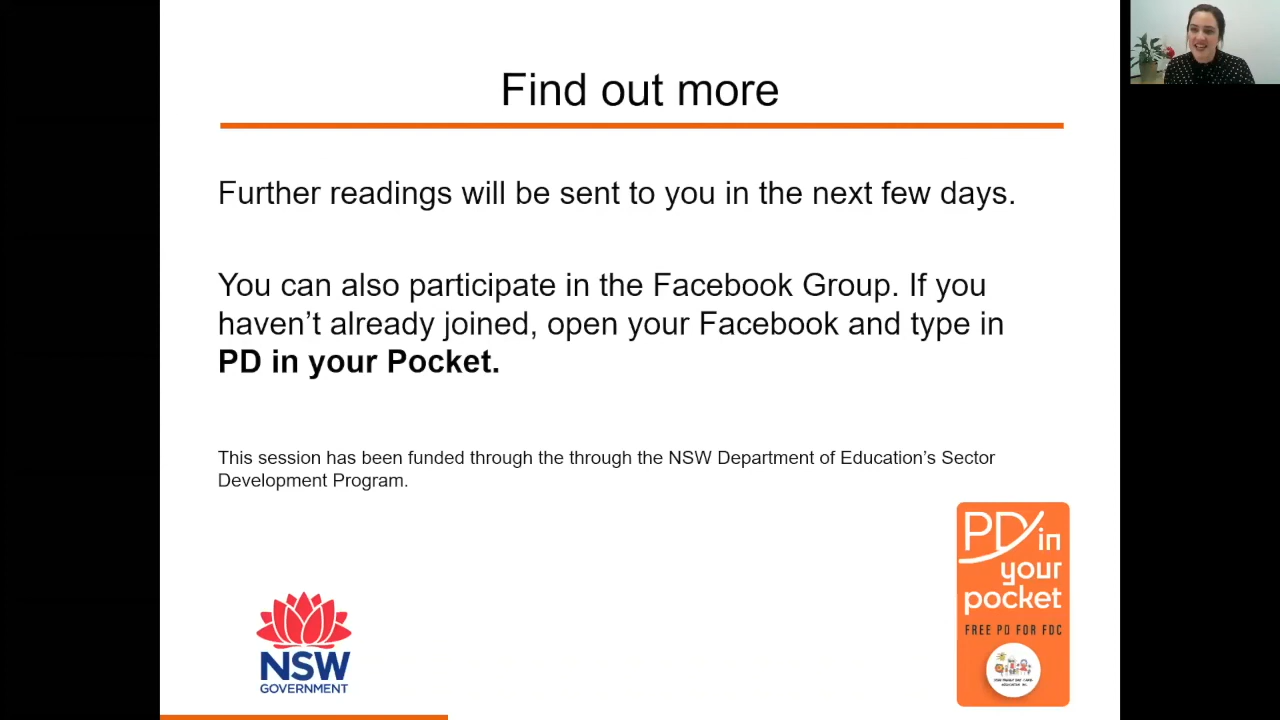 Find out more
Further readings will be sent to you in the next few days.
You can also participate in the Facebook Group. If you
haven’t already joined, open your Facebook and type in
PD in your Pocket.
This session has been funded through the through the NSW Department of Education’s Sector
Development Program.
NSW
GOVERNMENT
PD in
your
pocket
FREE PD FOR FDC